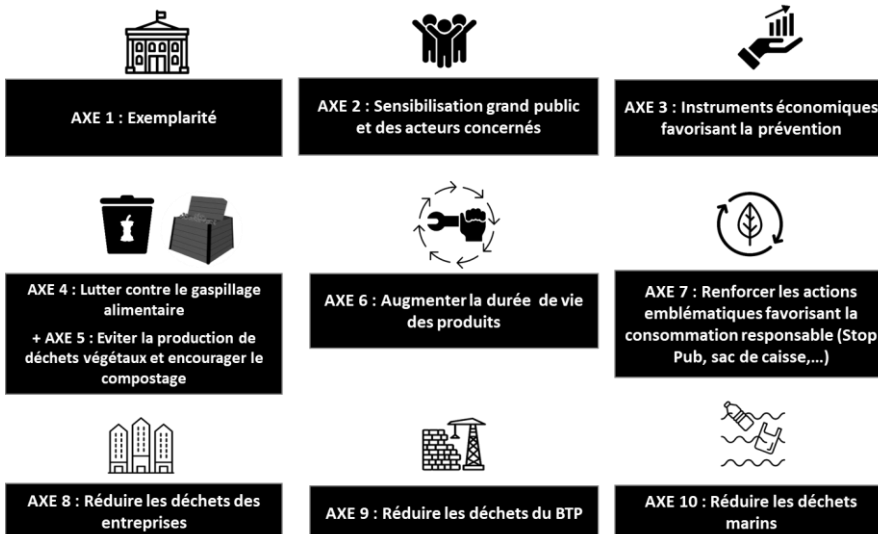 AXE 1 : Exemplarité
AXE 2 : Sensibilisation grand public
et des acteurs concernés
AXE 3 : Instruments économiques
favorisant la prévention
AXE 4 : Lutter contre le gaspillage
alimentaire
+ AXE 5 : Eviter la production de
déchets végétaux et encourager le
compostage
AXE 6 : Augmenter la durée de vie
des produits
AXE 7 : Renforcer les actions
emblématiques favorisant la
consommation responsable (Stop
Pub, sac de caisse,...)
AXE 8 : Réduire les déchets des
entreprises
AXE 9 : Réduire les déchets du BTP
AXE 10 : Réduire les déchets
marins